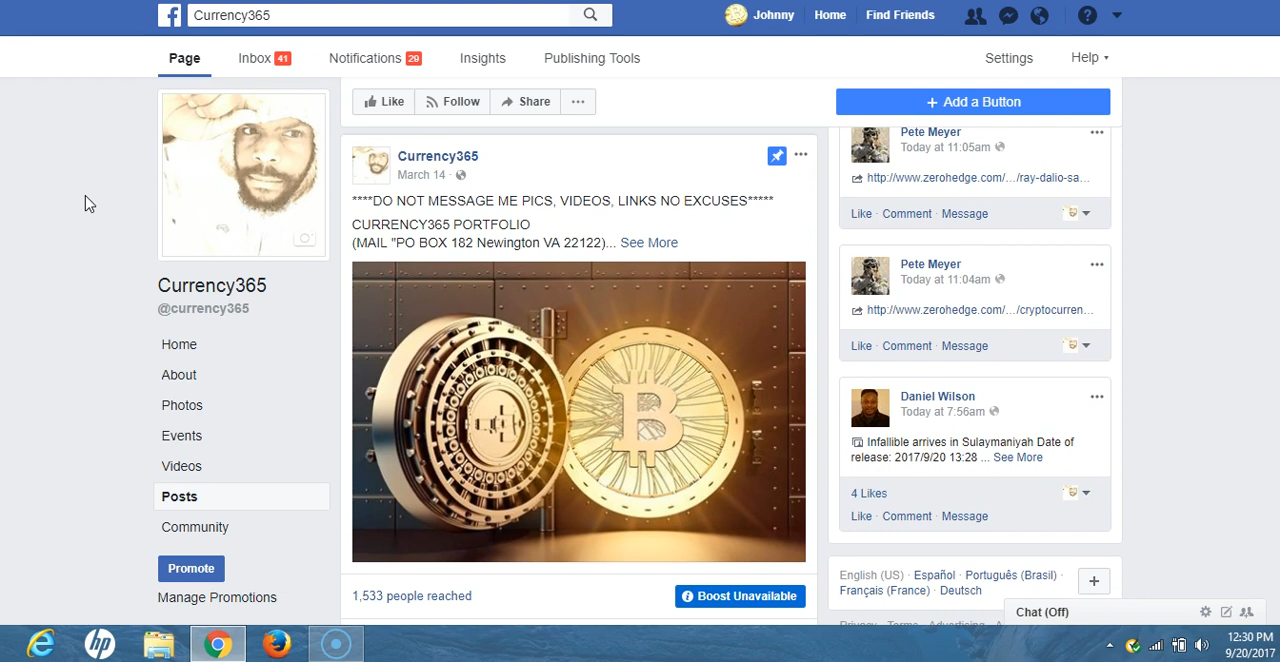 Currency365
Johnny Home Find Friends
Page Inbox 41 Notifications 29 Insights Publishing Tools Settings Help
Like Follow Share ··· + Add a Button
Currency365
@currency365
Home
About
Photos
Events
Videos
Posts
Community
Promote
Manage Promotions
Currency365
March 14 ·
****DO NOT MESSAGE ME PICS, VIDEOS, LINKS NO EXCUSES*****
CURRENCY365 PORTFOLIO
(MAIL "PO BOX 182 Newington VA 22122)... See More
1,533 people reached
Boost Unavailable
Pete Meyer
Today at 11:05am
http://www.zerohedge.com/.../ray-dalio-sa...
Like · Comment · Message
Pete Meyer
Today at 11:04am
http://www.zerohedge.com/.../cryptocurren...
Like · Comment · Message
Daniel Wilson
Today at 7:56am
Infallible arrives in Sulaymaniyah Date of
release: 2017/9/20 13:28 ... See More
4 Likes
Like · Comment · Message
English (US) · Español · Português (Brasil) ·
Français (France) · Deutsch
Chat (Off)
12:30 PM
9/20/2017